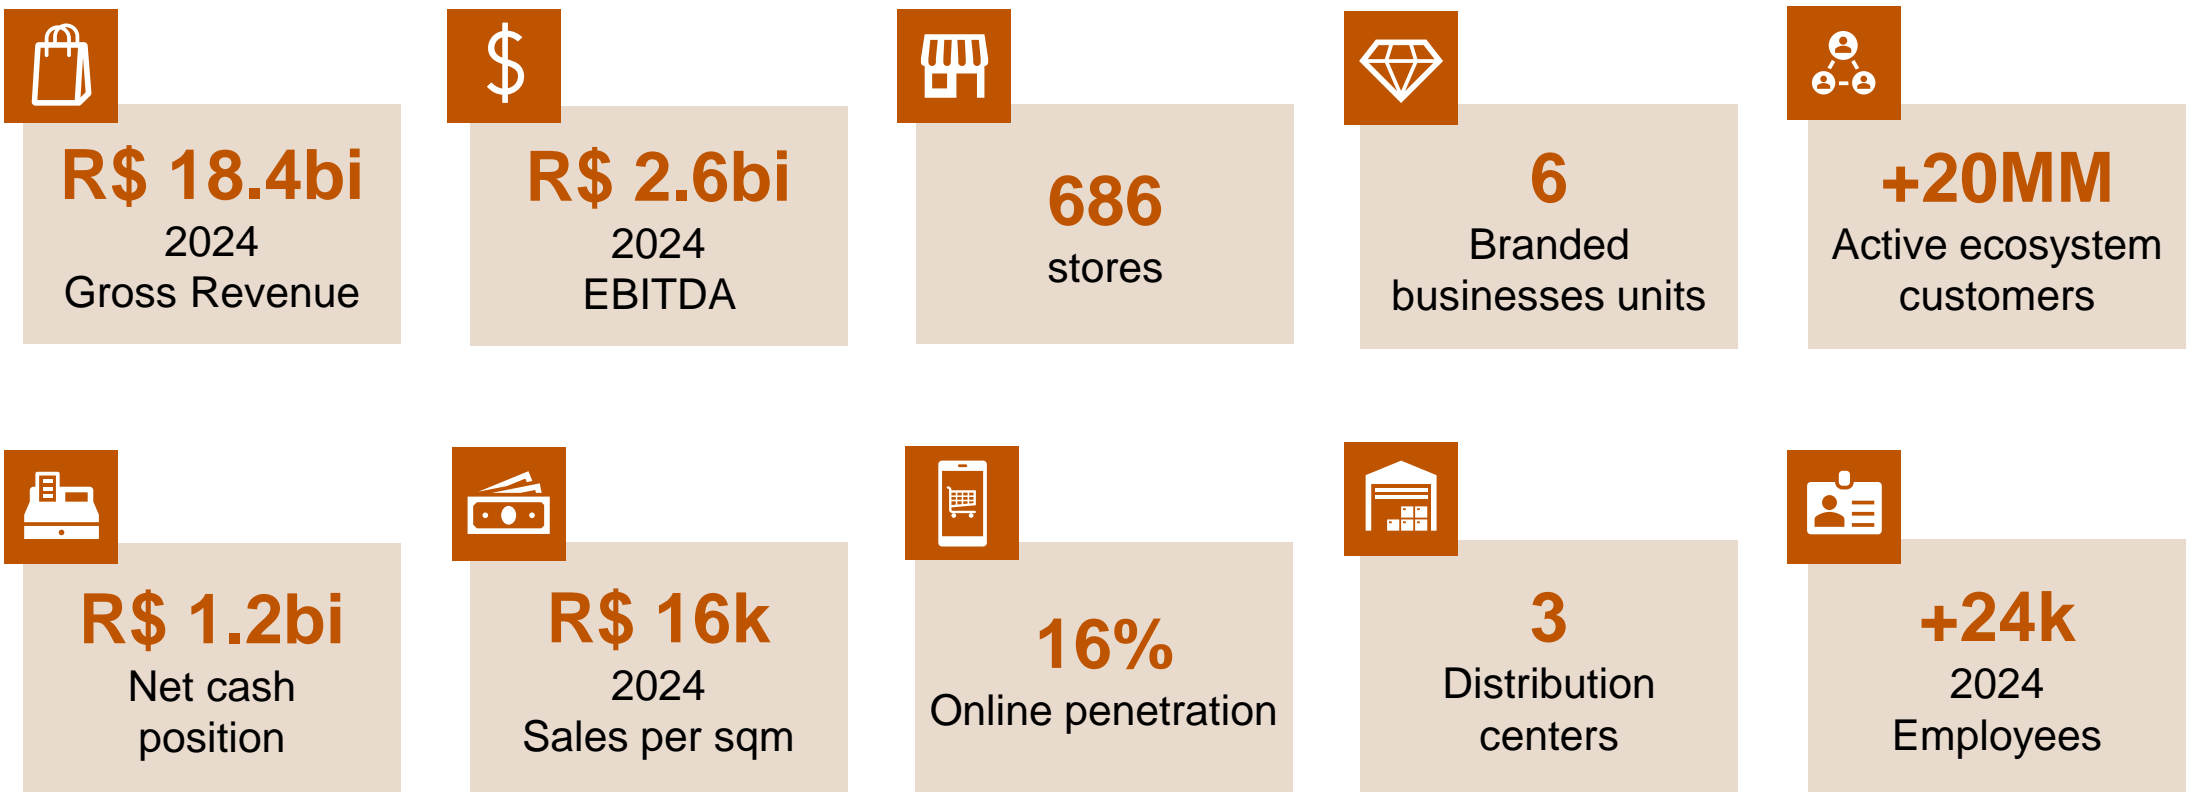 R$ 18.4bi
2024
Gross Revenue
R$ 2.6bi
2024
EBITDA
686
stores
6
Branded
businesses units
+20MM
Active ecosystem
customers
R$ 1.2bi
Net cash
position
R$ 16k
2024
Sales per sqm
16%
Online penetration
3
Distribution
centers
+24k
2024
Employees